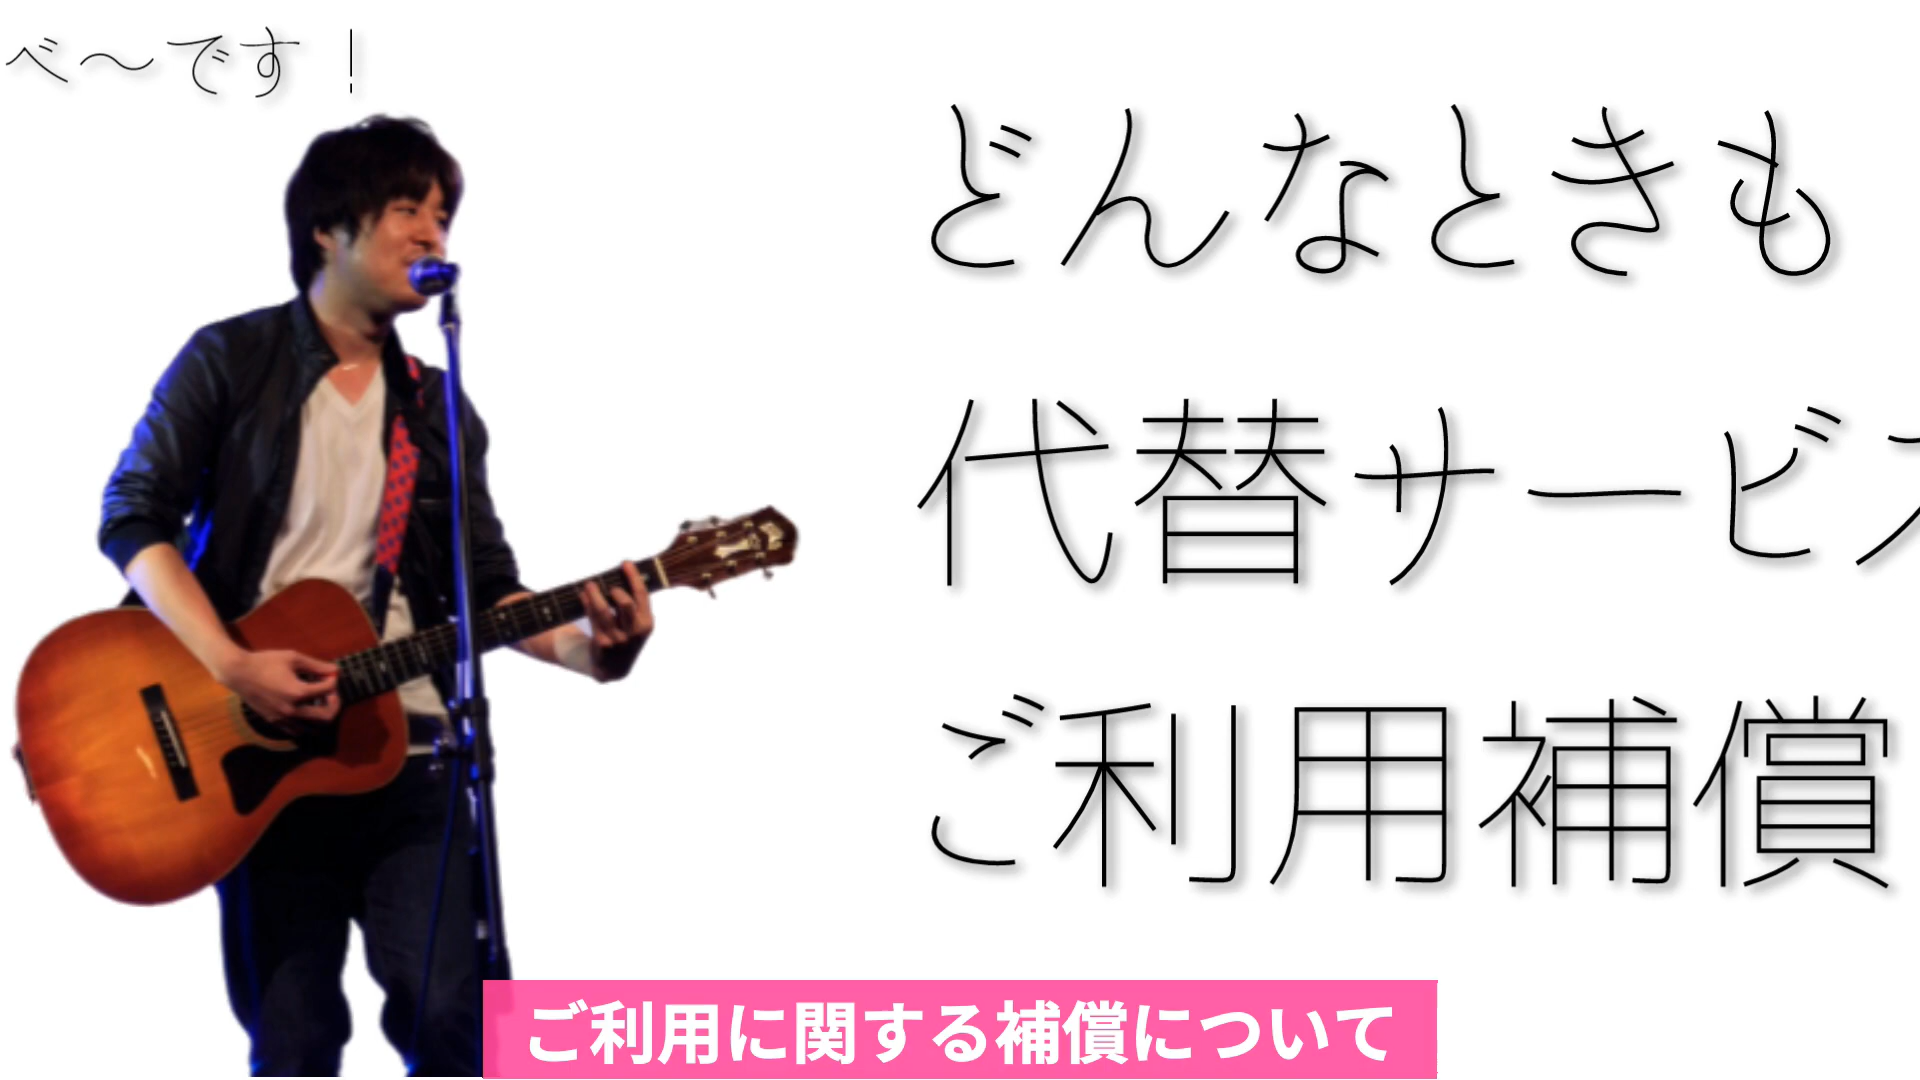 べ〜です！
どんなときも
代替サービス
ご利用補償
ご利用に関する補償について